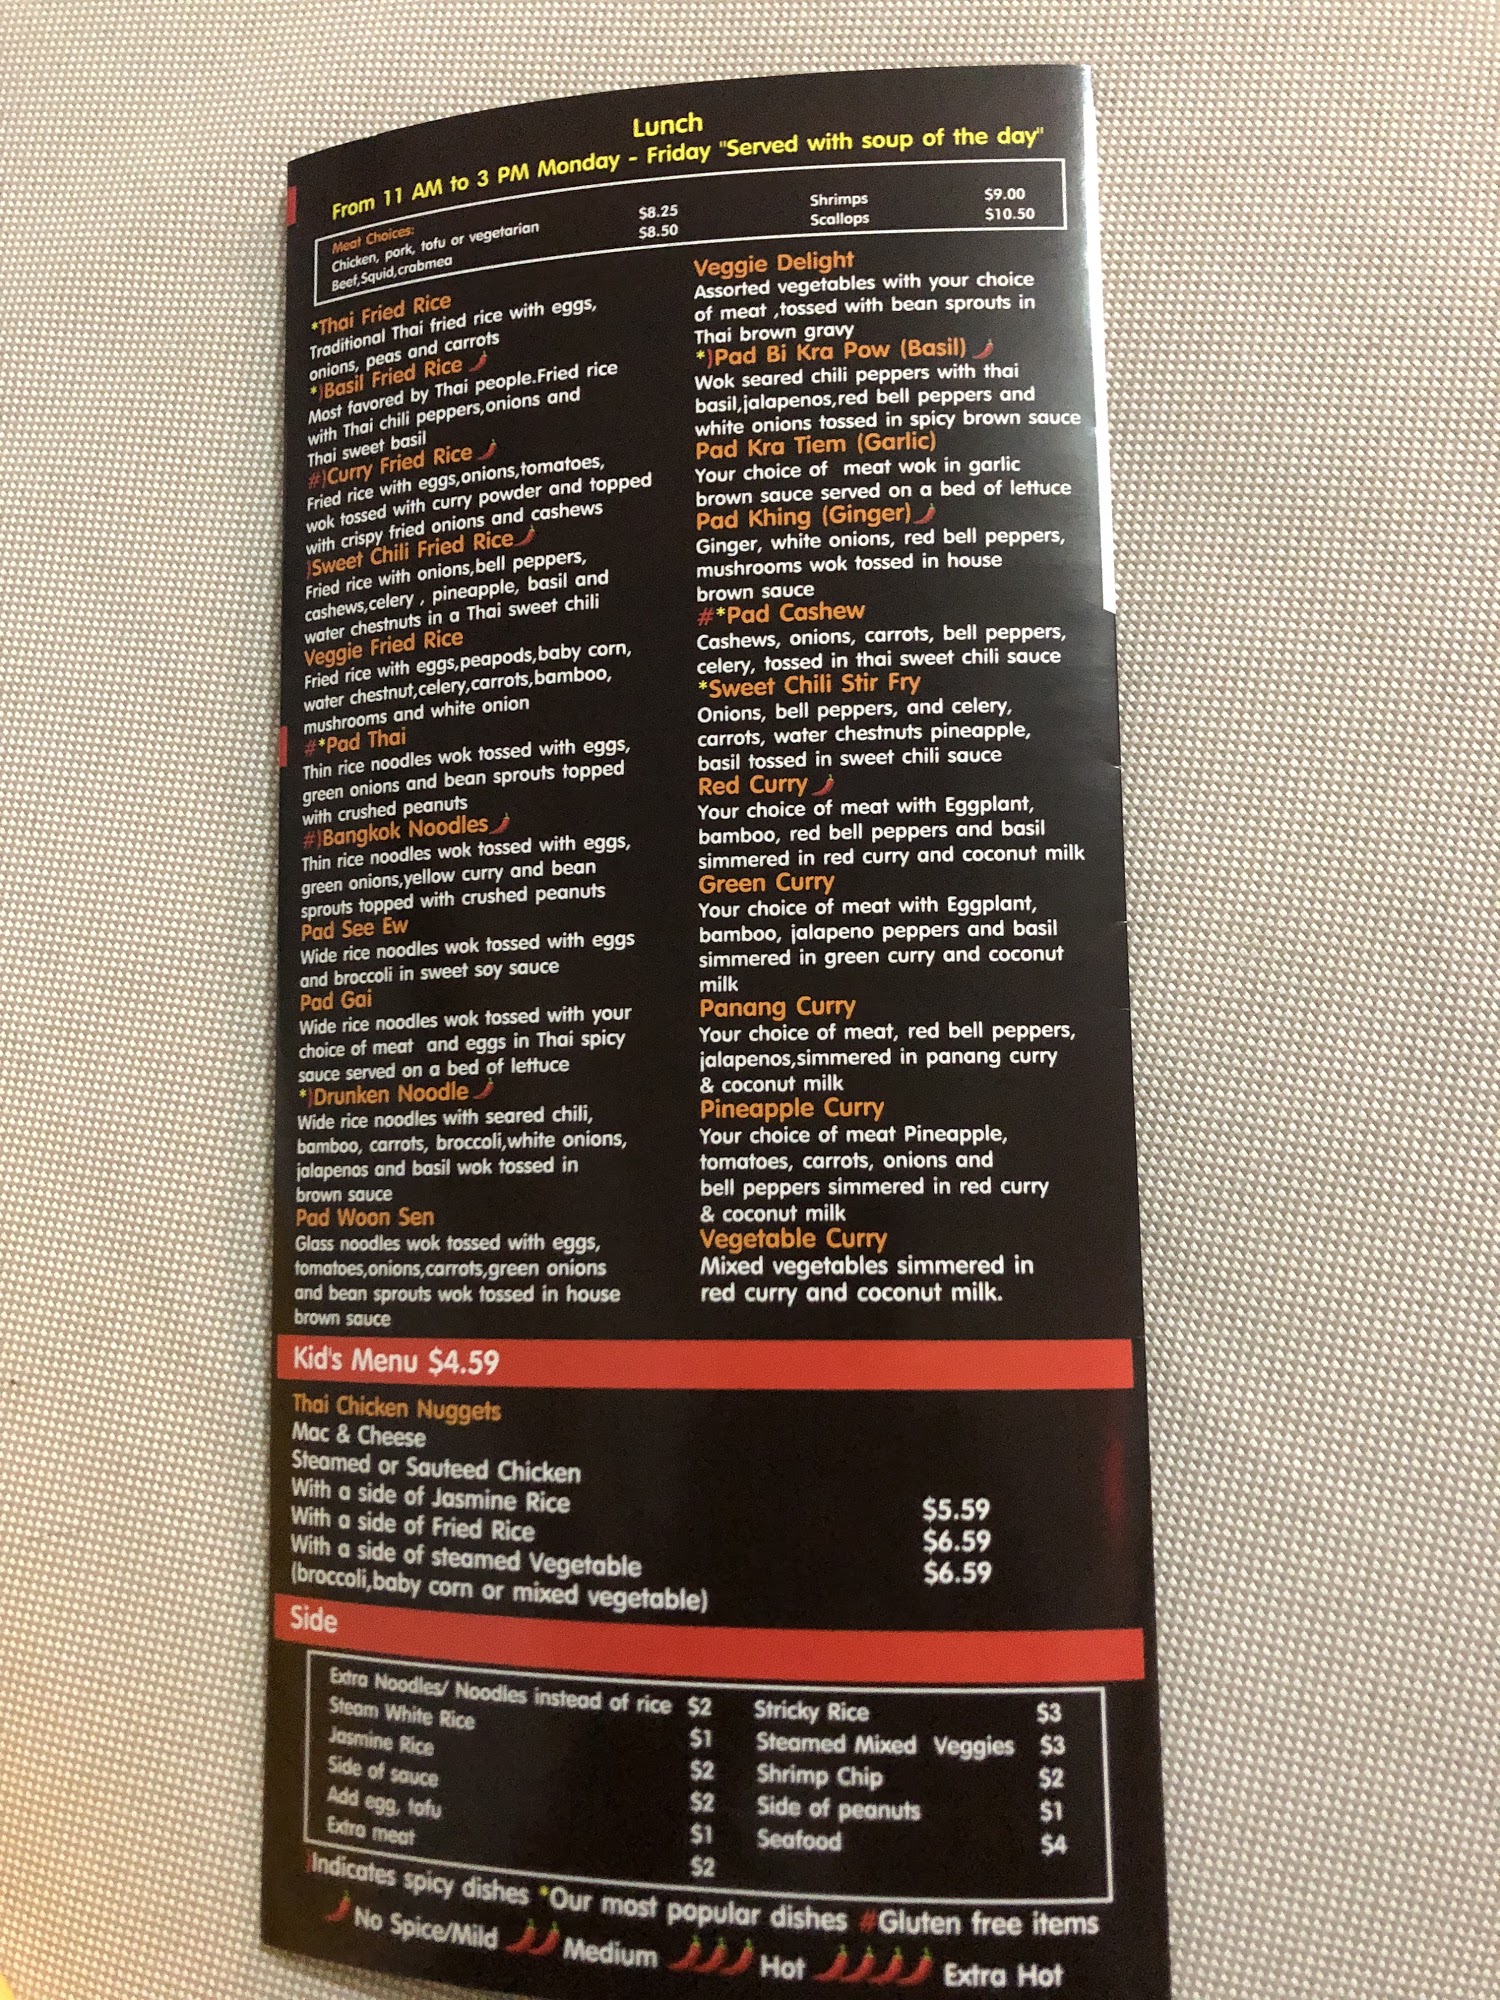 Lunch
From 11 AM to 3 PM Monday - Friday "Served with soup of the day"
Meat Choices:
Chicken, pork, tofu or vegetarian $8.25
Beef,Squid,crabmea $8.50
Shrimps $9.00
Scallops $10.50
*Thai Fried Rice
Traditional Thai fried rice with eggs,
onions, peas and carrots
*)Basil Fried Rice
Most favored by Thai people.Fried rice
with Thai chili peppers,onions and
Thai sweet basil
#)Curry Fried Rice
Fried rice with eggs,onions,tomatoes,
wok tossed with curry powder and topped
with crispy fried onions and cashews
)Sweet Chili Fried Rice
Fried rice with onions,bell peppers,
cashews,celery , pineapple, basil and
water chestnuts in a Thai sweet chili
Veggie Fried Rice
Fried rice with eggs,peapods,baby corn,
water chestnut,celery,carrots,bamboo,
mushrooms and white onion
#*Pad Thai
Thin rice noodles wok tossed with eggs,
green onions and bean sprouts topped
with crushed peanuts
#)Bangkok Noodles
Thin rice noodles wok tossed with eggs,
green onions,yellow curry and bean
sprouts topped with crushed peanuts
Pad See Ew
Wide rice noodles wok tossed with eggs
and broccoli in sweet soy sauce
Pad Gai
Wide rice noodles wok tossed with your
choice of meat and eggs in Thai spicy
sauce served on a bed of lettuce
*)Drunken Noodle
Wide rice noodles with seared chili,
bamboo, carrots, broccoli,white onions,
jalapenos and basil wok tossed in
brown sauce
Pad Woon Sen
Glass noodles wok tossed with eggs,
tomatoes,onions,carrots,green onions
and bean sprouts wok tossed in house
brown sauce
Veggie Delight
Assorted vegetables with your choice
of meat ,tossed with bean sprouts in
Thai brown gravy
*)Pad Bi Kra Pow (Basil)
Wok seared chili peppers with thai
basil,jalapenos,red bell peppers and
white onions tossed in spicy brown sauce
Pad Kra Tiem (Garlic)
Your choice of meat wok in garlic
brown sauce served on a bed of lettuce
Pad Khing (Ginger)
Ginger, white onions, red bell peppers,
mushrooms wok tossed in house
brown sauce
#*Pad Cashew
Cashews, onions, carrots, bell peppers,
celery, tossed in thai sweet chili sauce
*Sweet Chili Stir Fry
Onions, bell peppers, and celery,
carrots, water chestnuts pineapple,
basil tossed in sweet chili sauce
Red Curry
Your choice of meat with Eggplant,
bamboo, red bell peppers and basil
simmered in red curry and coconut milk
Green Curry
Your choice of meat with Eggplant,
bamboo, jalapeno peppers and basil
simmered in green curry and coconut
milk
Panang Curry
Your choice of meat, red bell peppers,
jalapenos,simmered in panang curry
& coconut milk
Pineapple Curry
Your choice of meat Pineapple,
tomatoes, carrots, onions and
bell peppers simmered in red curry
& coconut milk
Vegetable Curry
Mixed vegetables simmered in
red curry and coconut milk.
Kid's Menu $4.59
Thai Chicken Nuggets
Mac & Cheese
Steamed or Sauteed Chicken
With a side of Jasmine Rice $5.59
With a side of Fried Rice $6.59
With a side of steamed Vegetable $6.59
(broccoli,baby corn or mixed vegetable)
Side
Extra Noodles/ Noodles instead of rice $2
Steam White Rice $1
Jasmine Rice $2
Side of sauce $2
Add egg, tofu $1
Extra meat $2
Stricky Rice $3
Steamed Mixed Veggies $3
Shrimp Chip $2
Side of peanuts $1
Seafood $4
)Indicates spicy dishes *Our most popular dishes #Gluten free items
No Spice/Mild Medium Hot Extra Hot